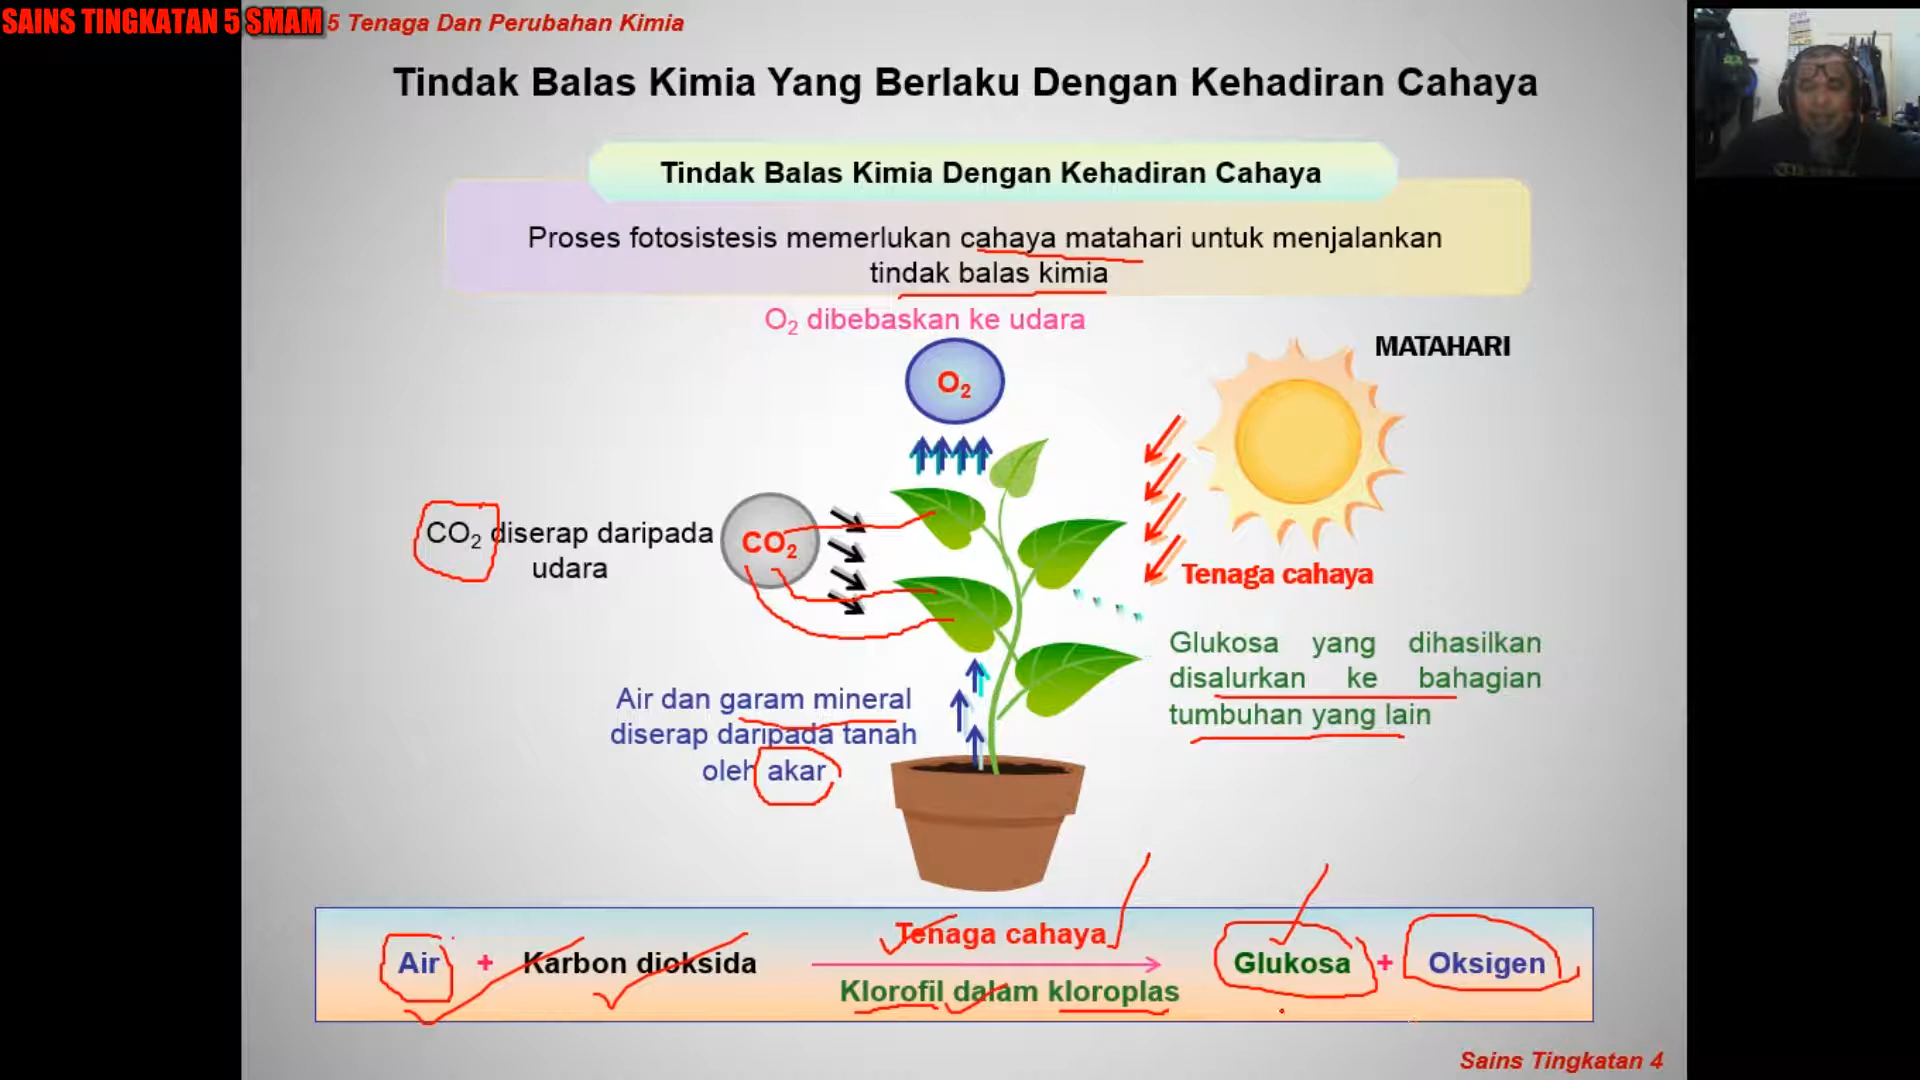 SAINS TINGKATAN 5 SMAM
5 Tenaga Dan Perubahan Kimia
Tindak Balas Kimia Yang Berlaku Dengan Kehadiran Cahaya
Tindak Balas Kimia Dengan Kehadiran Cahaya
Proses fotosistesis memerlukan cahaya matahari untuk menjalankan
tindak balas kimia
O₂ dibebaskan ke udara
MATAHARI
O₂
CO₂ diserap daripada
udara
CO₂
Tenaga cahaya
Glukosa yang dihasilkan
disalurkan ke bahagian
tumbuhan yang lain
Air dan garam mineral
diserap daripada tanah
oleh akar
Tenaga cahaya
Air + Karbon dioksida
Glukosa + Oksigen
Klorofil dalam kloroplas
Sains Tingkatan 4